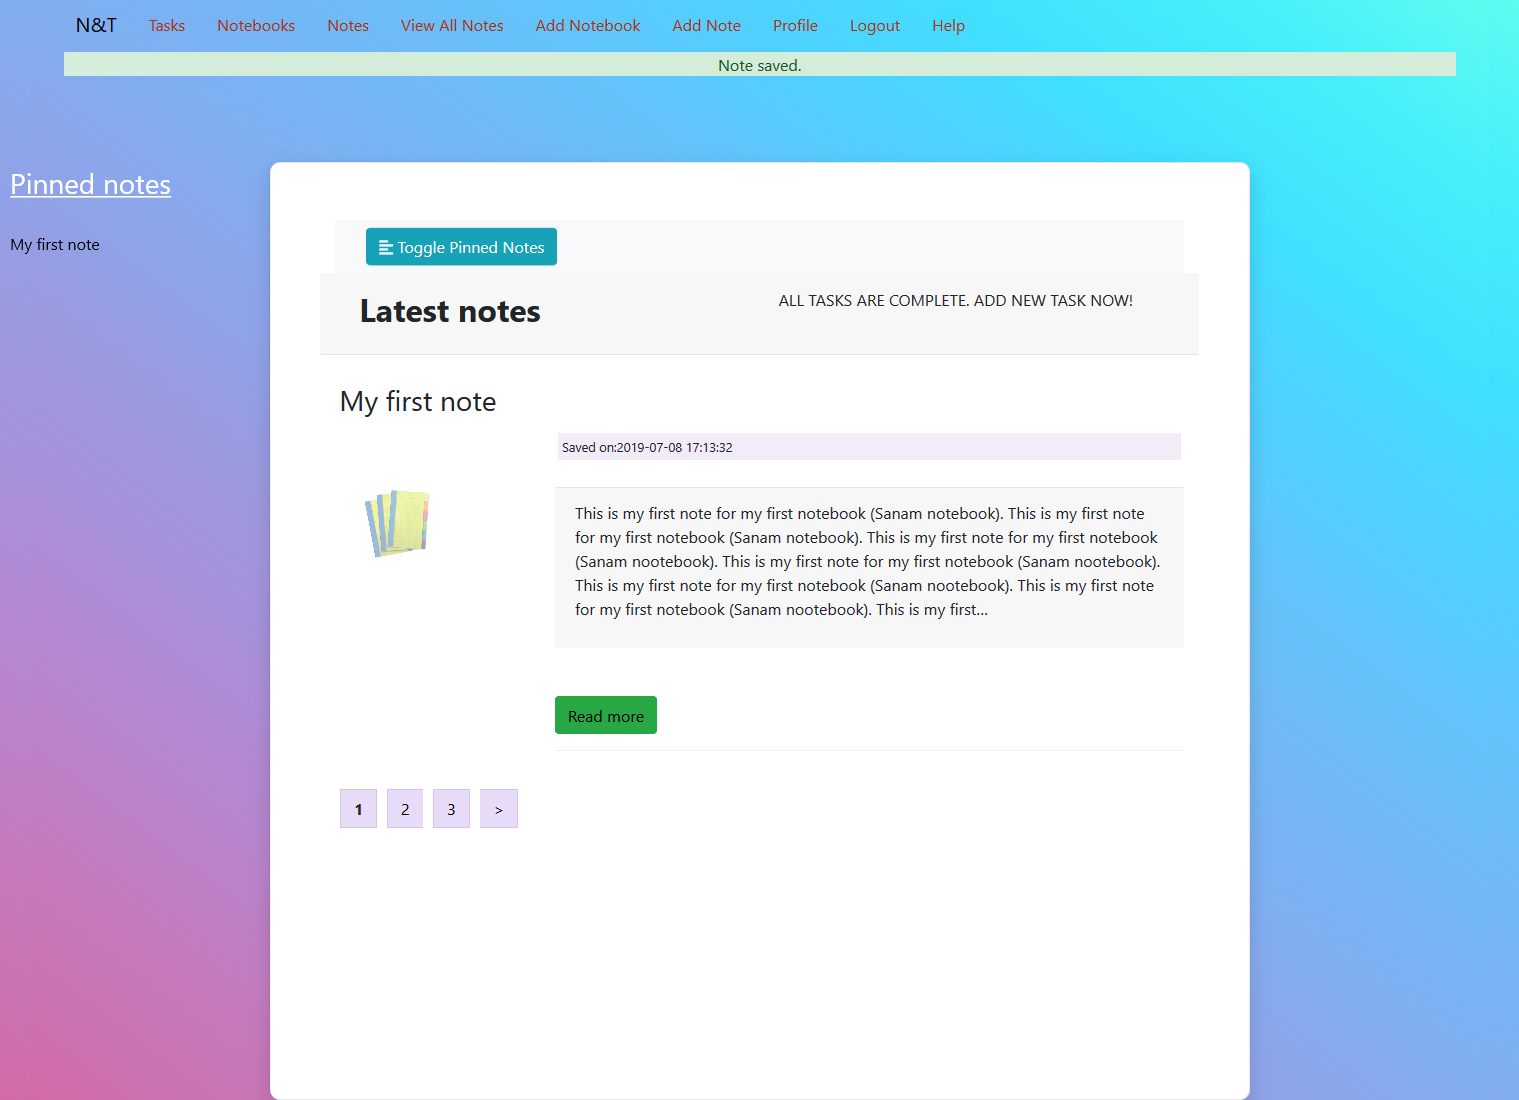 N&T Tasks Notebooks Notes View All Notes Add Notebook Add Note Profile Logout Help
Note saved.
Pinned notes
My first note
Toggle Pinned Notes
Latest notes
ALL TASKS ARE COMPLETE. ADD NEW TASK NOW!
My first note
Saved on:2019-07-08 17:13:32
This is my first note for my first notebook (Sanam notebook). This is my first note
for my first notebook (Sanam notebook). This is my first note for my first notebook
(Sanam nootebook). This is my first note for my first notebook (Sanam nootebook).
This is my first note for my first notebook (Sanam nootebook). This is my first note
for my first notebook (Sanam nootebook). This is my first...
Read more
1 2 3 >